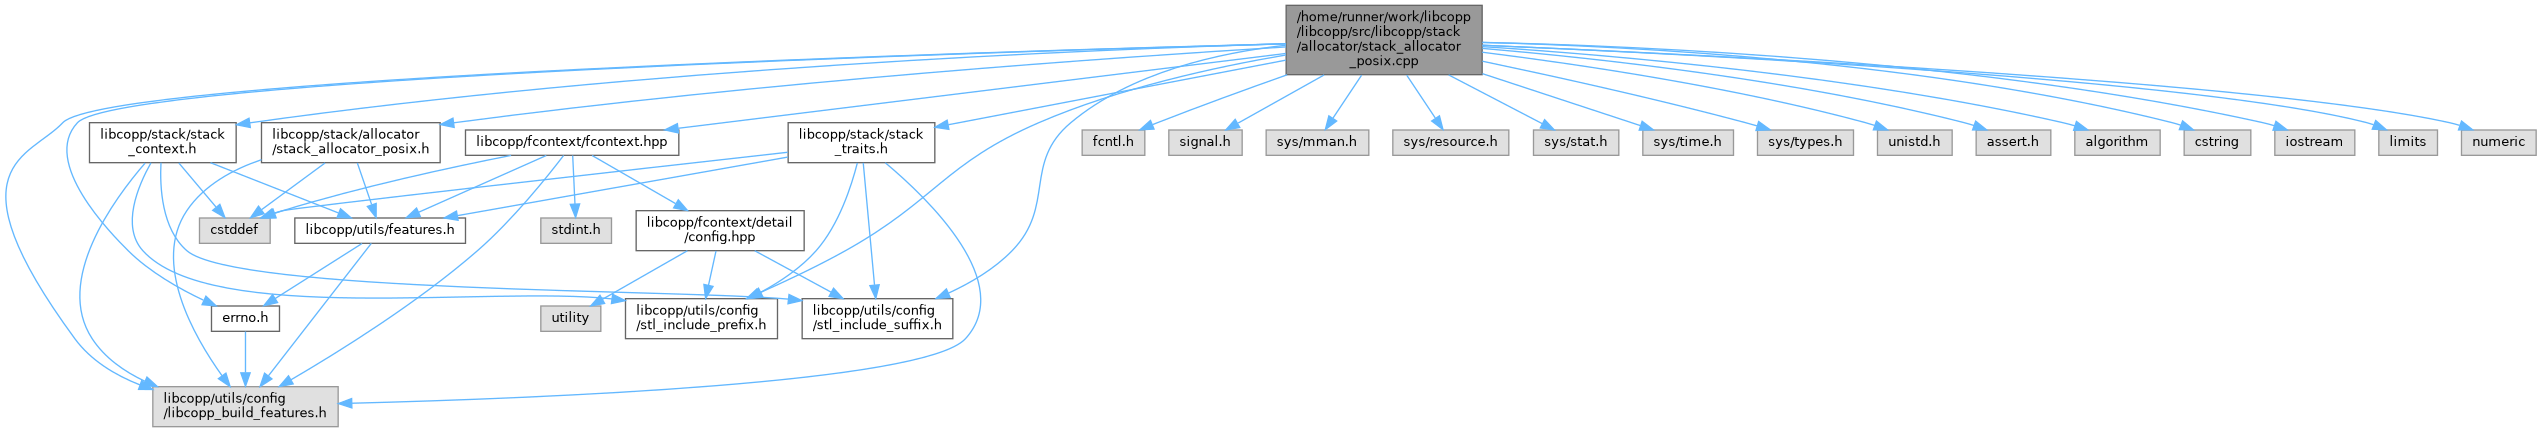 /home/runner/work/libcopp
/libcopp/src/libcopp/stack
/allocator/stack_allocator
_posix.cpp
libcopp/stack/stack
_context.h
libcopp/stack/allocator
/stack_allocator_posix.h
libcopp/fcontext/fcontext.hpp
libcopp/stack/stack
_traits.h
fcntl.h
signal.h
sys/mman.h
sys/resource.h
sys/stat.h
sys/time.h
sys/types.h
unistd.h
assert.h
algorithm
cstring
iostream
limits
numeric
cstddef
libcopp/utils/features.h
stdint.h
libcopp/fcontext/detail
/config.hpp
errno.h
utility
libcopp/utils/config
/stl_include_prefix.h
libcopp/utils/config
/stl_include_suffix.h
libcopp/utils/config
/libcopp_build_features.h